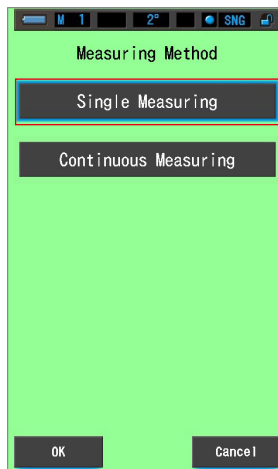 M 1 2° SNG
Measuring Method
Single Measuring
Continuous Measuring
OK Cancel